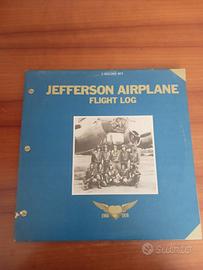 2 RECORD SET
JEFFERSON AIRPLANE
FLIGHT LOG
1966 1976
subito